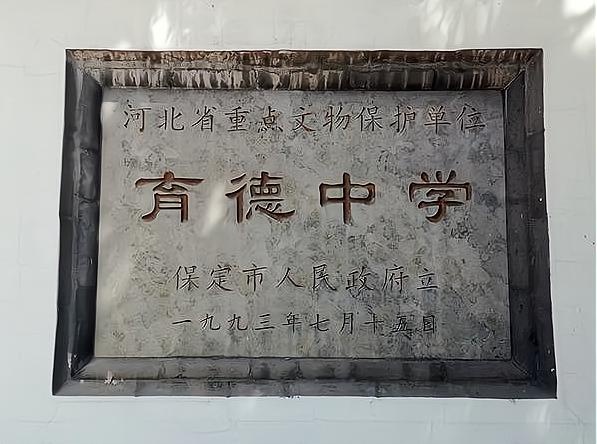 河北省重点文物保护单位
育德中学
保定市人民政府立
一九九三年七月十五日